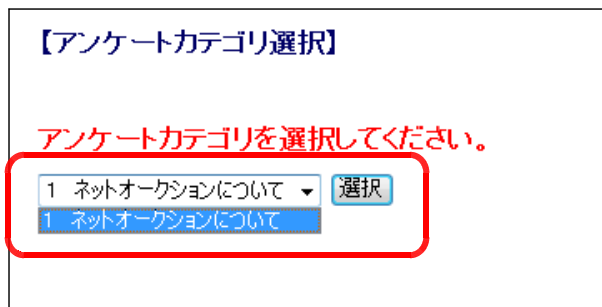 【アンケートカテゴリ選択】
アンケートカテゴリを選択してください。
1 ネットオークションについて 選択
1 ネットオークションについて